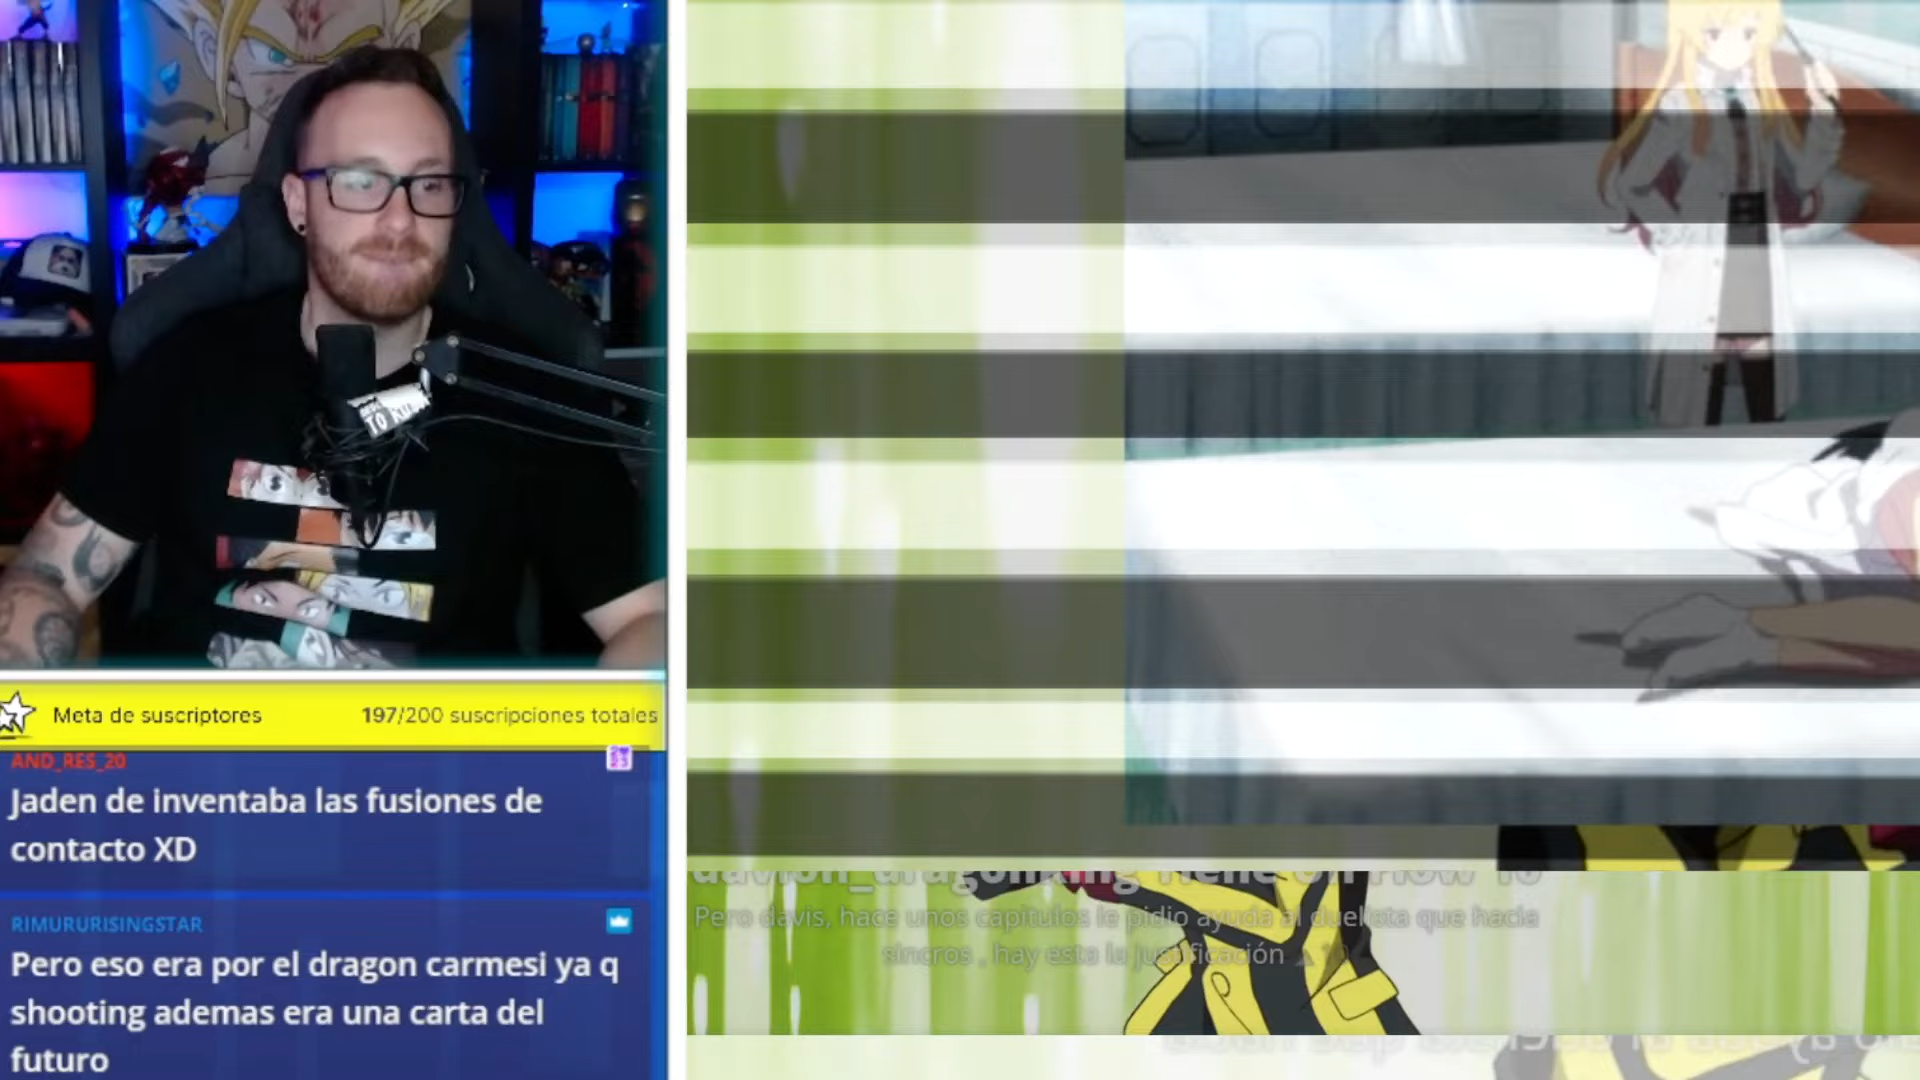 TO
Meta de suscriptores 197/200 suscripciones totales
AND_RES_20
Jaden de inventaba las fusiones de
contacto XD
RIMURURISINGSTAR
Pero eso era por el dragon carmesi ya q
shooting ademas era una carta del
futuro
Pero davis, hace unos capitulos le pidio ayuda al duelista que hacia
sincros , hay esta la justificación